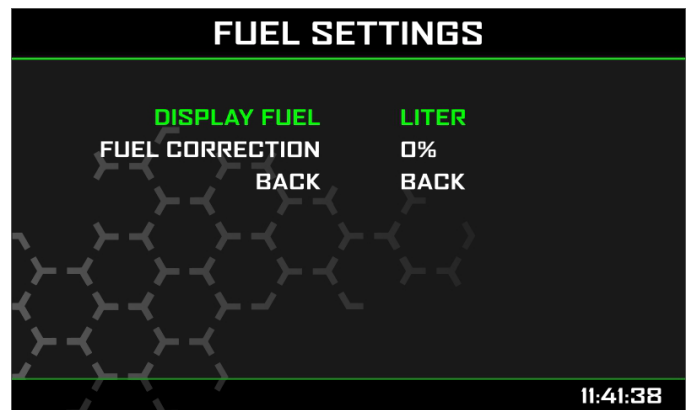 FUEL SETTINGS
DISPLAY FUEL LITER
FUEL CORRECTION 0%
BACK BACK
11:41:38